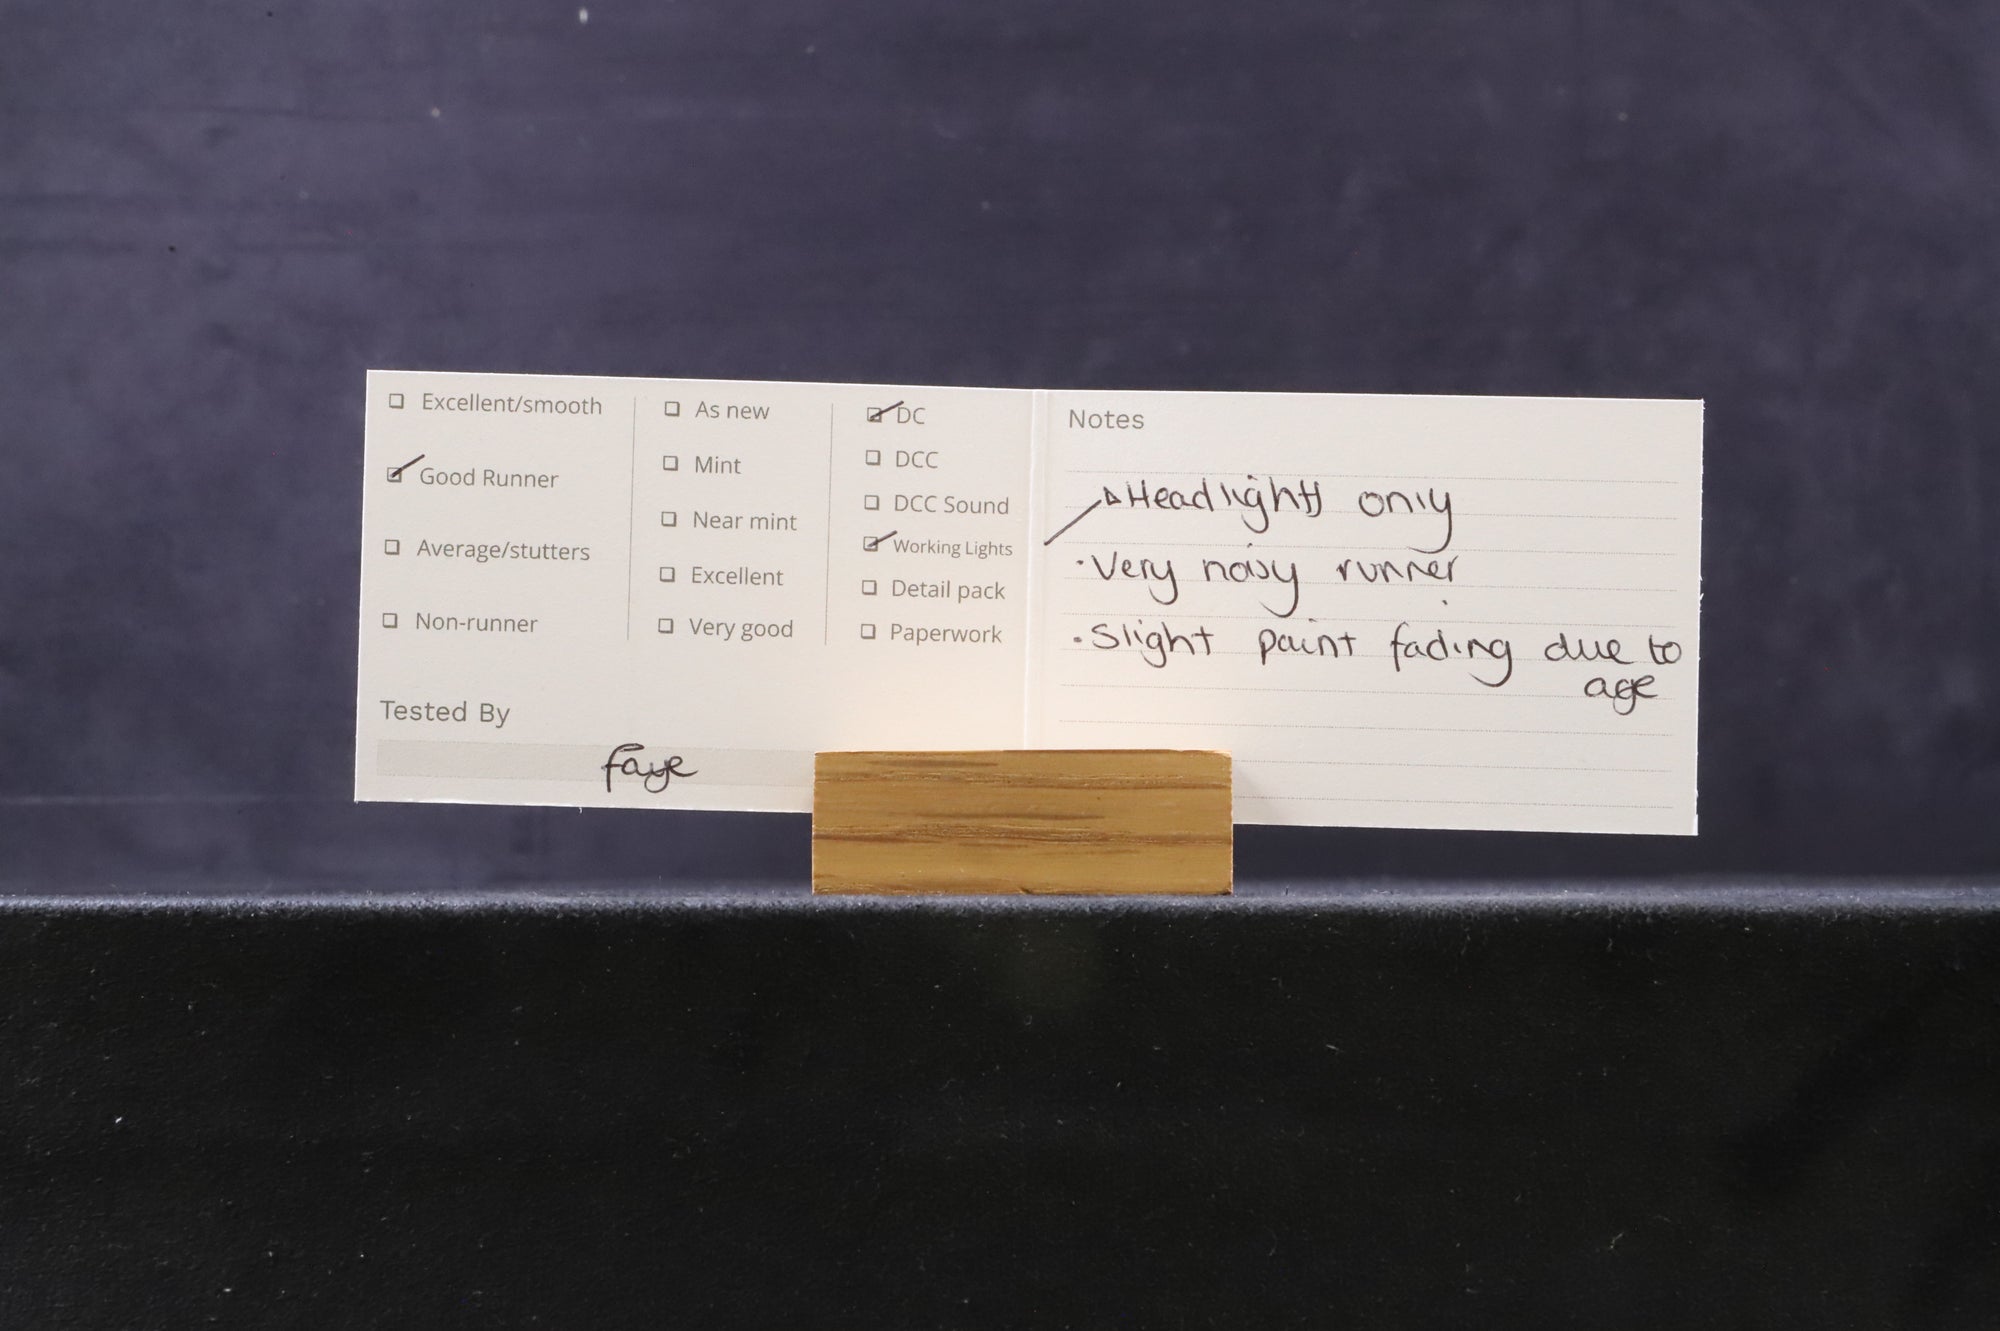 Excellent/smooth
Good Runner
Average/stutters
Non-runner
As new
Mint
Near mint
Excellent
Very good
DC
DCC
DCC Sound
Working Lights
Detail pack
Paperwork
Tested By
faye
Notes
Headlights only
· Very noisy runner
· Slight paint fading due to
age